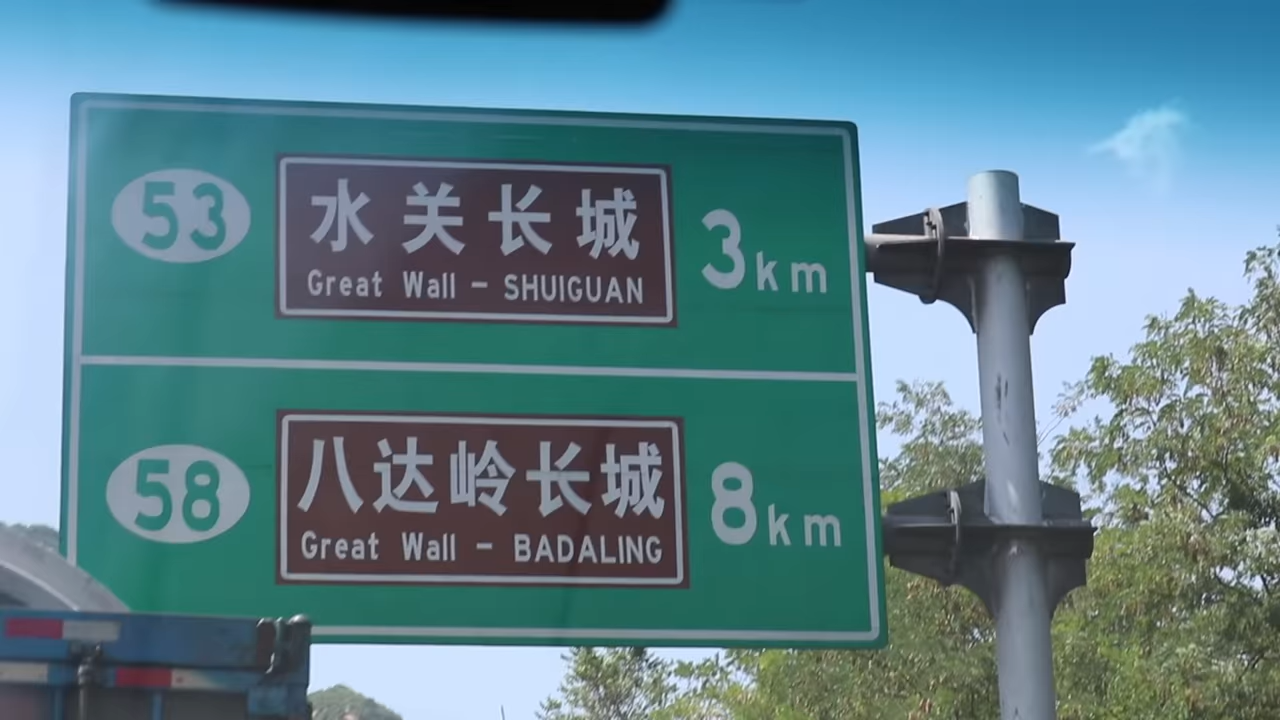 53
水关长城
Great Wall - SHUIGUAN
3km
58
八达岭长城
Great Wall - BADALING
8km